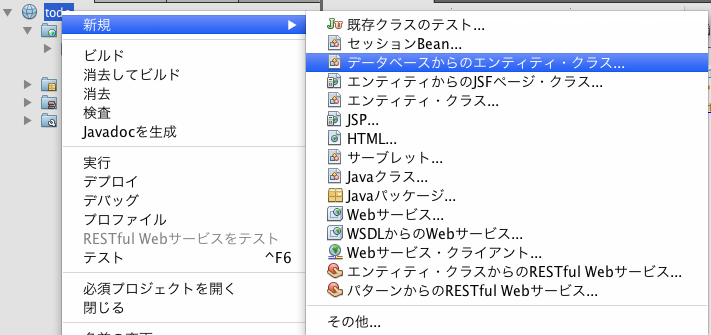 todo
新規
ビルド
消去してビルド
消去
検査
Javadocを生成
実行
デプロイ
デバッグ
プロファイル
RESTful Webサービスをテスト
テスト ^F6
必須プロジェクトを開く
閉じる
既存クラスのテスト...
セッションBean...
データベースからのエンティティ・クラス...
エンティティからのJSFページ・クラス...
エンティティ・クラス...
JSP...
HTML...
サーブレット...
Javaクラス...
Javaパッケージ...
Webサービス...
WSDLからのWebサービス...
Webサービス・クライアント...
エンティティ・クラスからのRESTful Webサービス...
パターンからのRESTful Webサービス...
その他...